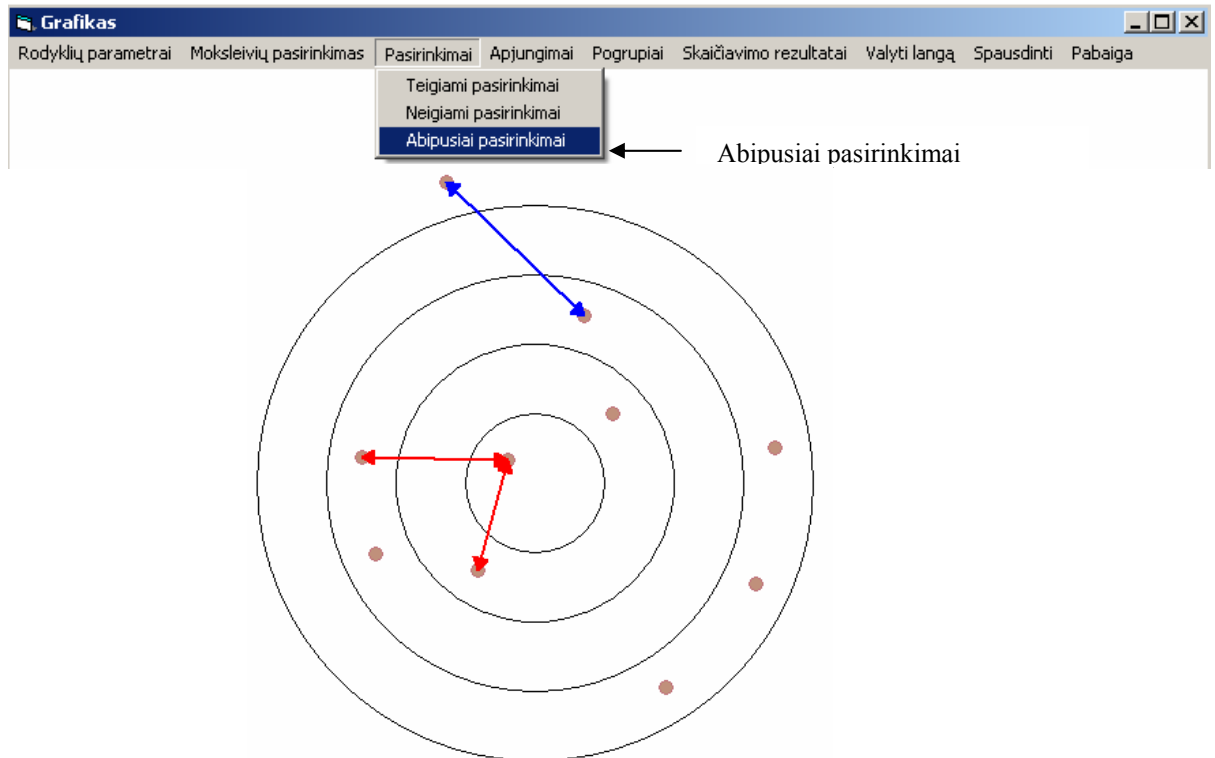 Grafikas
Rodyklių parametrai Moksleivių pasirinkimas Pasirinkimai Apjungimai Pogrupiai Skaičiavimo rezultatai Valyti langą Spausdinti Pabaiga
Teigiami pasirinkimai
Neigiami pasirinkimai
Abipusiai pasirinkimai
Abipusiai pasirinkimai